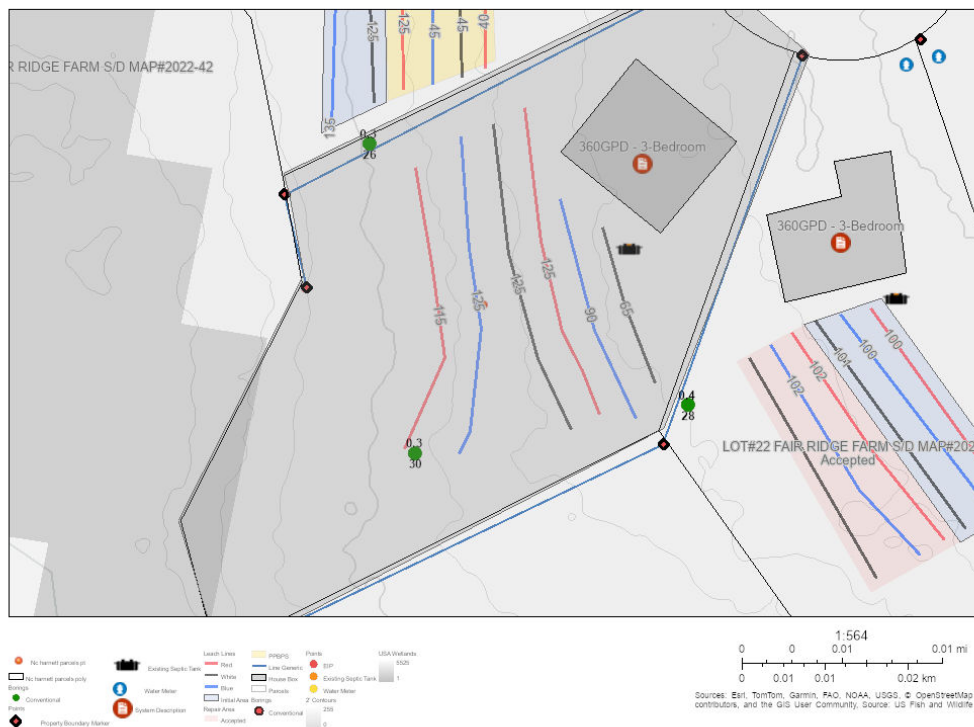 R RIDGE FARM S/D MAP#2022-42
125
125
45
45
40
125
0.3
26
360GPD - 3-Bedroom
360GPD - 3-Bedroom
115
125
125
125
90
65
0.3
30
0.4
28
102
102
101
100
100
LOT#22 FAIR RIDGE FARM S/D MAP#202
Accepted
1:564
0 0 0.01 0.01 mi
0 0.01 0.01 0.02 km
Sources: Esri, TomTom, Garmin, FAO, NOAA, USGS, © OpenStreetMap
contributors, and the GIS User Community, Source: US Fish and Wildlife
Nc harnett parcels pt
Nc harnett parcels poly
Borings
Conventional
Points
Property Boundary Marker
Existing Septic Tank
Water Meter
System Description
Leach Lines
Red
White
Blue
Initial Area
Repair Area
Accepted
PPBPS
Line Generic
House Box
Parcels
Borings
Conventional
Points
Existing Septic Tank
Water Meter
2 Contours
255
0
USA Wetlands
5525
1